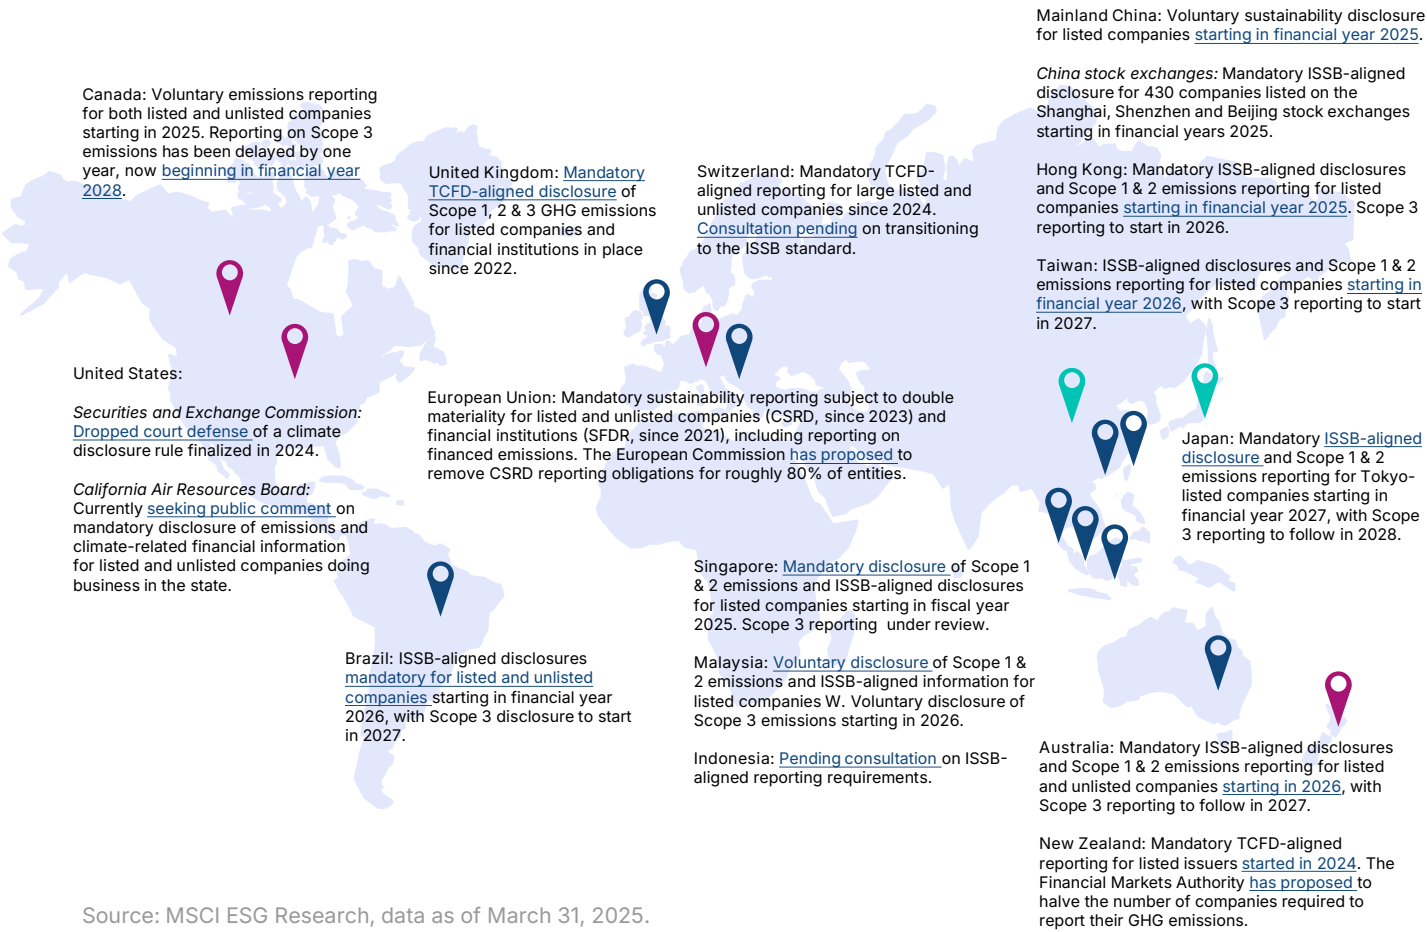 Canada: Voluntary emissions reporting
for both listed and unlisted companies
starting in 2025. Reporting on Scope 3
emissions has been delayed by one
year, now beginning in financial year
2028.
United Kingdom: Mandatory
TCFD-aligned disclosure of
Scope 1, 2 & 3 GHG emissions
for listed companies and
financial institutions in place
since 2022.
Switzerland: Mandatory TCFD-
aligned reporting for large listed and
unlisted companies since 2024.
Consultation pending on transitioning
to the ISSB standard.
Mainland China: Voluntary sustainability disclosure
for listed companies starting in financial year 2025.
China stock exchanges: Mandatory ISSB-aligned
disclosure for 430 companies listed on the
Shanghai, Shenzhen and Beijing stock exchanges
starting in financial years 2025.
Hong Kong: Mandatory ISSB-aligned disclosures
and Scope 1 & 2 emissions reporting for listed
companies starting in financial year 2025. Scope 3
reporting to start in 2026.
Taiwan: ISSB-aligned disclosures and Scope 1 & 2
emissions reporting for listed companies starting in
financial year 2026, with Scope 3 reporting to start
in 2027.
United States:
Securities and Exchange Commission:
Dropped court defense of a climate
disclosure rule finalized in 2024.
California Air Resources Board:
Currently seeking public comment on
mandatory disclosure of emissions and
climate-related financial information
for listed and unlisted companies doing
business in the state.
European Union: Mandatory sustainability reporting subject to double
materiality for listed and unlisted companies (CSRD, since 2023) and
financial institutions (SFDR, since 2021), including reporting on
financed emissions. The European Commission has proposed to
remove CSRD reporting obligations for roughly 80% of entities.
Japan: Mandatory ISSB-aligned
disclosure and Scope 1 & 2
emissions reporting for Tokyo-
listed companies starting in
financial year 2027, with Scope
3 reporting to follow in 2028.
Brazil: ISSB-aligned disclosures
mandatory for listed and unlisted
companies starting in financial year
2026, with Scope 3 disclosure to start
in 2027.
Singapore: Mandatory disclosure of Scope 1
& 2 emissions and ISSB-aligned disclosures
for listed companies starting in fiscal year
2025. Scope 3 reporting under review.
Malaysia: Voluntary disclosure of Scope 1 &
2 emissions and ISSB-aligned information for
listed companies W. Voluntary disclosure of
Scope 3 emissions starting in 2026.
Indonesia: Pending consultation on ISSB-
aligned reporting requirements.
Australia: Mandatory ISSB-aligned disclosures
and Scope 1 & 2 emissions reporting for listed
and unlisted companies starting in 2026, with
Scope 3 reporting to follow in 2027.
New Zealand: Mandatory TCFD-aligned
reporting for listed issuers started in 2024. The
Financial Markets Authority has proposed to
halve the number of companies required to
report their GHG emissions.
Source: MSCI ESG Research, data as of March 31, 2025.